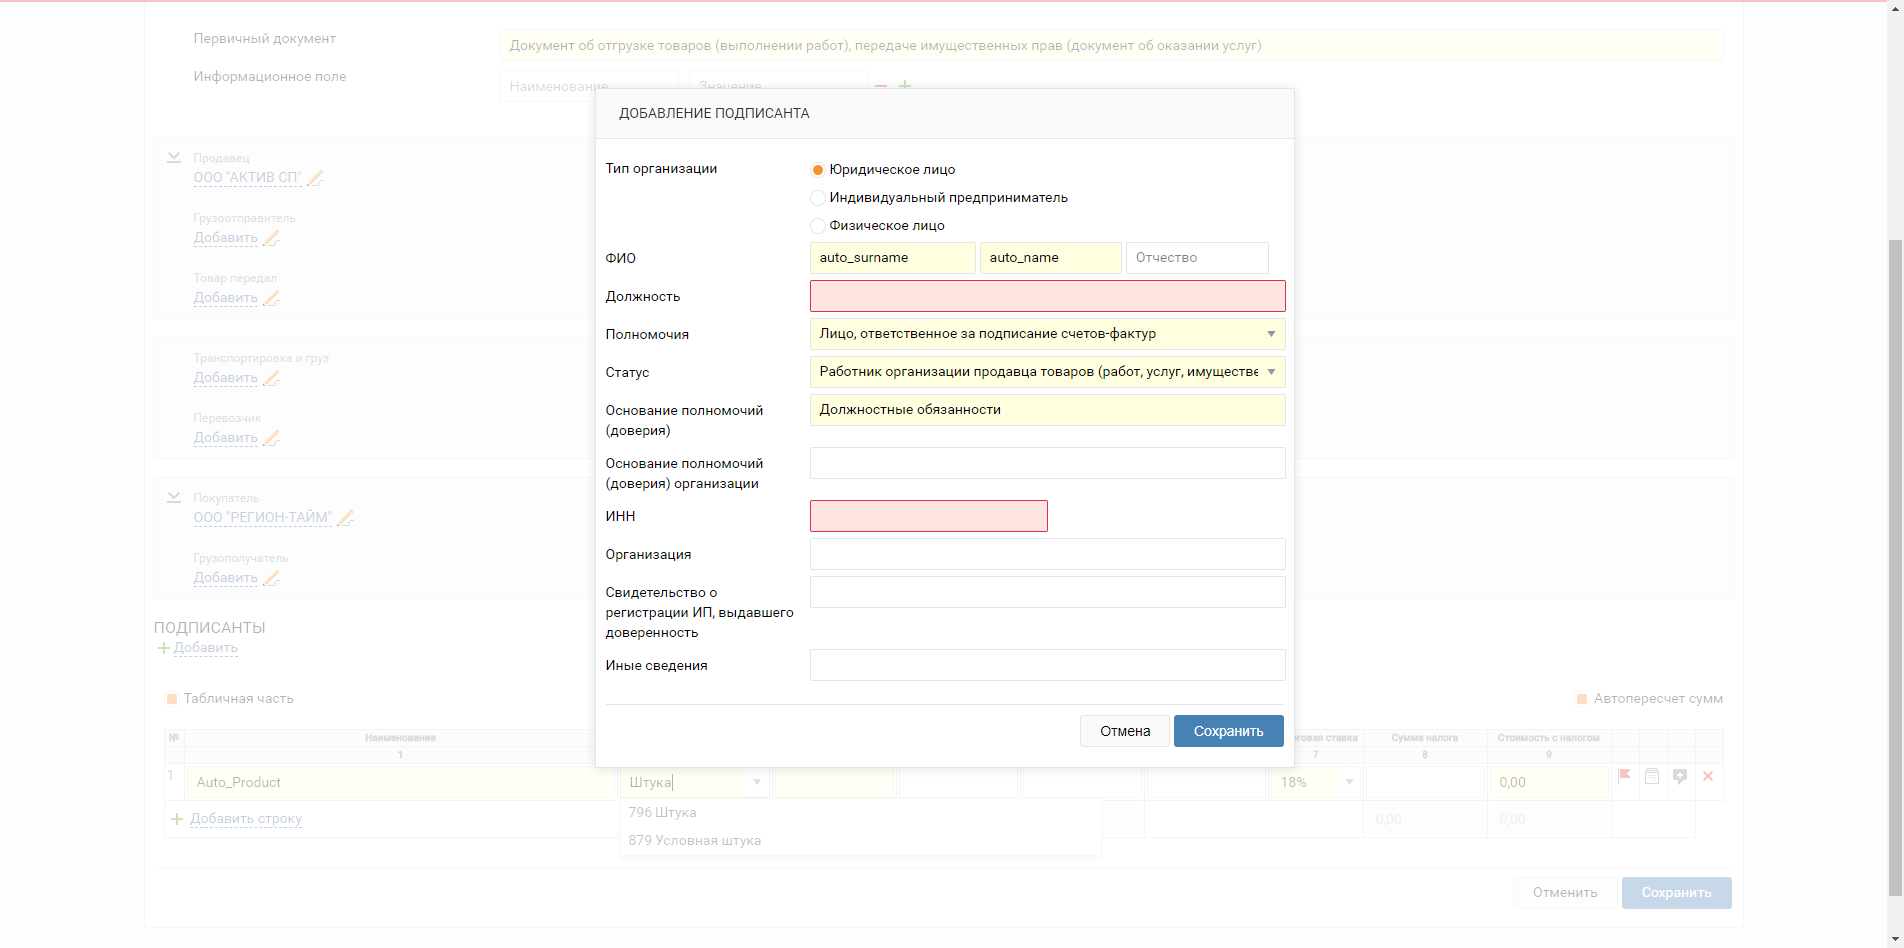 Первичный документ
Документ об отгрузке товаров (выполнении работ), передаче имущественных прав (документ об оказании услуг)
Информационное поле
Наименование
Значение
ДОБАВЛЕНИЕ ПОДПИСАНТА
Тип организации
Юридическое лицо
Индивидуальный предприниматель
Физическое лицо
ФИО
auto_surname
auto_name
Отчество
Должность
Полномочия
Лицо, ответственное за подписание счетов-фактур
Статус
Работник организации продавца товаров (работ, услуг, имуществе
Основание полномочий
(доверия)
Должностные обязанности
Основание полномочий
(доверия) организации
ИНН
Организация
Свидетельство о
регистрации ИП, выдавшего
доверенность
Иные сведения
Отмена
Сохранить
Продавец
ООО "АКТИВ СП"
Грузоотправитель
Добавить
Товар передал
Добавить
Транспортировка и груз
Добавить
Перевозчик
Добавить
Покупатель
ООО "РЕГИОН-ТАЙМ"
Грузополучатель
Добавить
ПОДПИСАНТЫ
Добавить
Табличная часть
Автопересчет сумм
№ Наименование
ставка Сумма налога Стоимость с налогом
1 7 8 9
1 Auto_Product Штука 18% 0,00
Добавить строку
0,00 0,00
796 Штука
879 Условная штука
Отменить
Сохранить